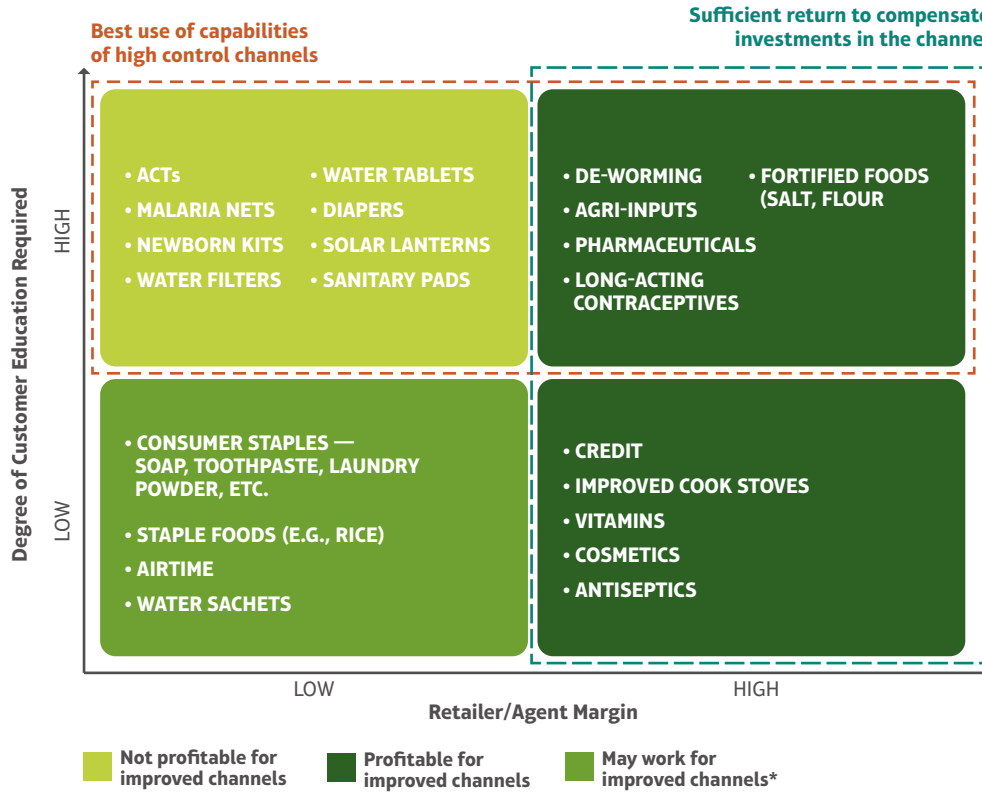 Best use of capabilities
of high control channels
Sufficient return to compensate
investments in the channe
Degree of Customer Education Required
HIGH
LOW
• ACTs
• MALARIA NETS
• NEWBORN KITS
• WATER FILTERS
• WATER TABLETS
• DIAPERS
• SOLAR LANTERNS
• SANITARY PADS
• DE-WORMING
• AGRI-INPUTS
• PHARMACEUTICALS
• LONG-ACTING
CONTRACEPTIVES
• FORTIFIED FOODS
(SALT, FLOUR
• CONSUMER STAPLES —
SOAP, TOOTHPASTE, LAUNDRY
POWDER, ETC.
• STAPLE FOODS (E.G., RICE)
• AIRTIME
• WATER SACHETS
• CREDIT
• IMPROVED COOK STOVES
• VITAMINS
• COSMETICS
• ANTISEPTICS
LOW
HIGH
Retailer/Agent Margin
Not profitable for
improved channels
Profitable for
improved channels
May work for
improved channels*